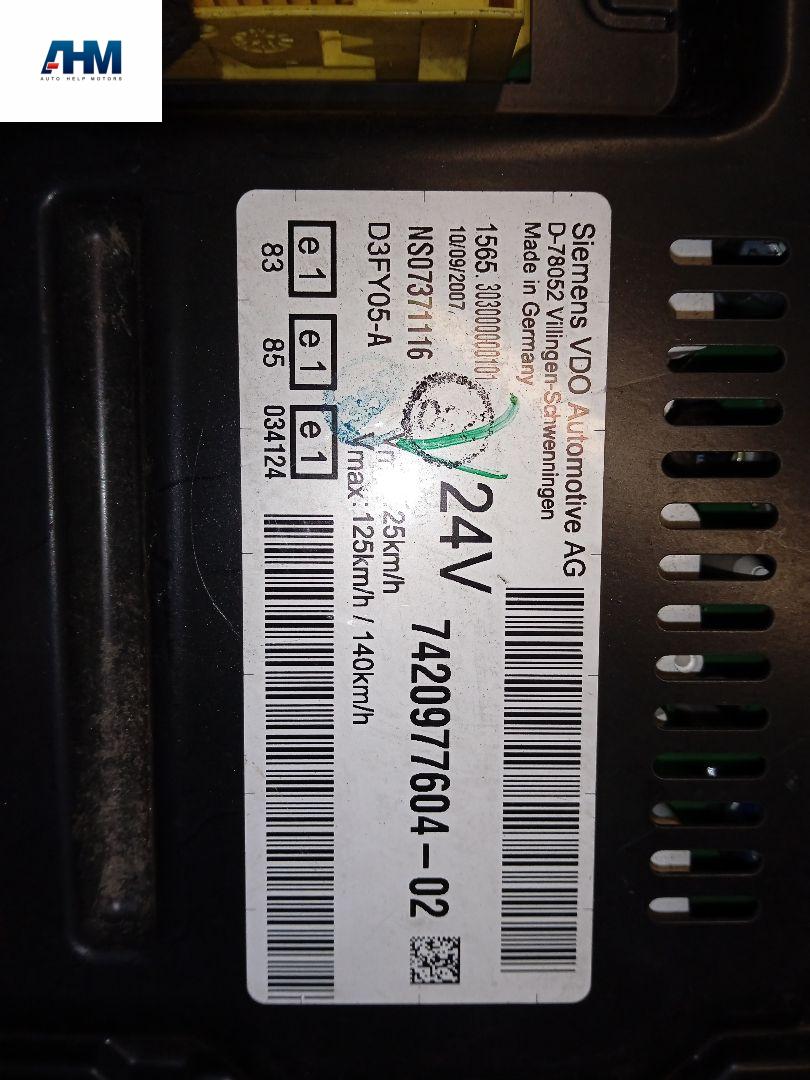 AHM
AUTO HELP MOTORS
Siemens VDO Automotive AG
D-78052 Villingen-Schwenningen
Made in Germany
1565. 303000000101
10/09/2007
24V
NS07371116
7420977604-02
D3FY05-A
25km/h
Vmax: 125km/h / 140km/h
e1 e1 e1
83 85 034124